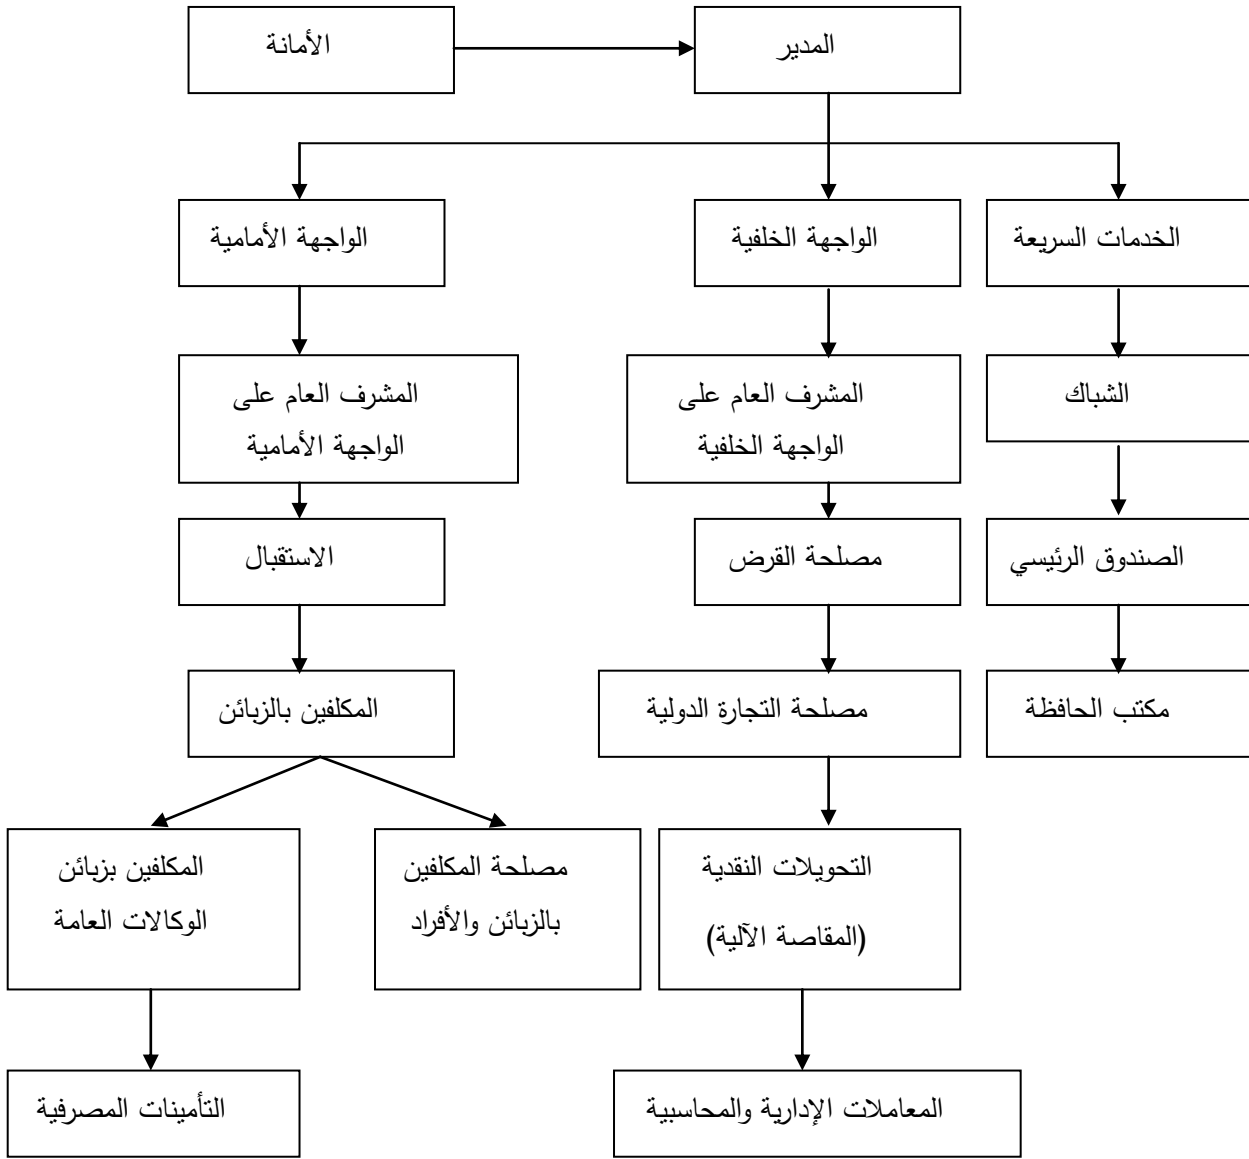 المدير
الأمانة
الخدمات السريعة
الواجهة الخلفية
الواجهة الأمامية
الشباك
المشرف العام على
الواجهة الخلفية
المشرف العام على
الواجهة الأمامية
الصندوق الرئيسي
مصلحة القرض
الاستقبال
مكتب الحافظة
مصلحة التجارة الدولية
المكلفين بالزبائن
التحويلات النقدية
(المقاصة الآلية)
مصلحة المكلفين
بالزبائن والأفراد
المكلفين بزبائن
الوكالات العامة
المعاملات الإدارية والمحاسبية
التأمينات المصرفية